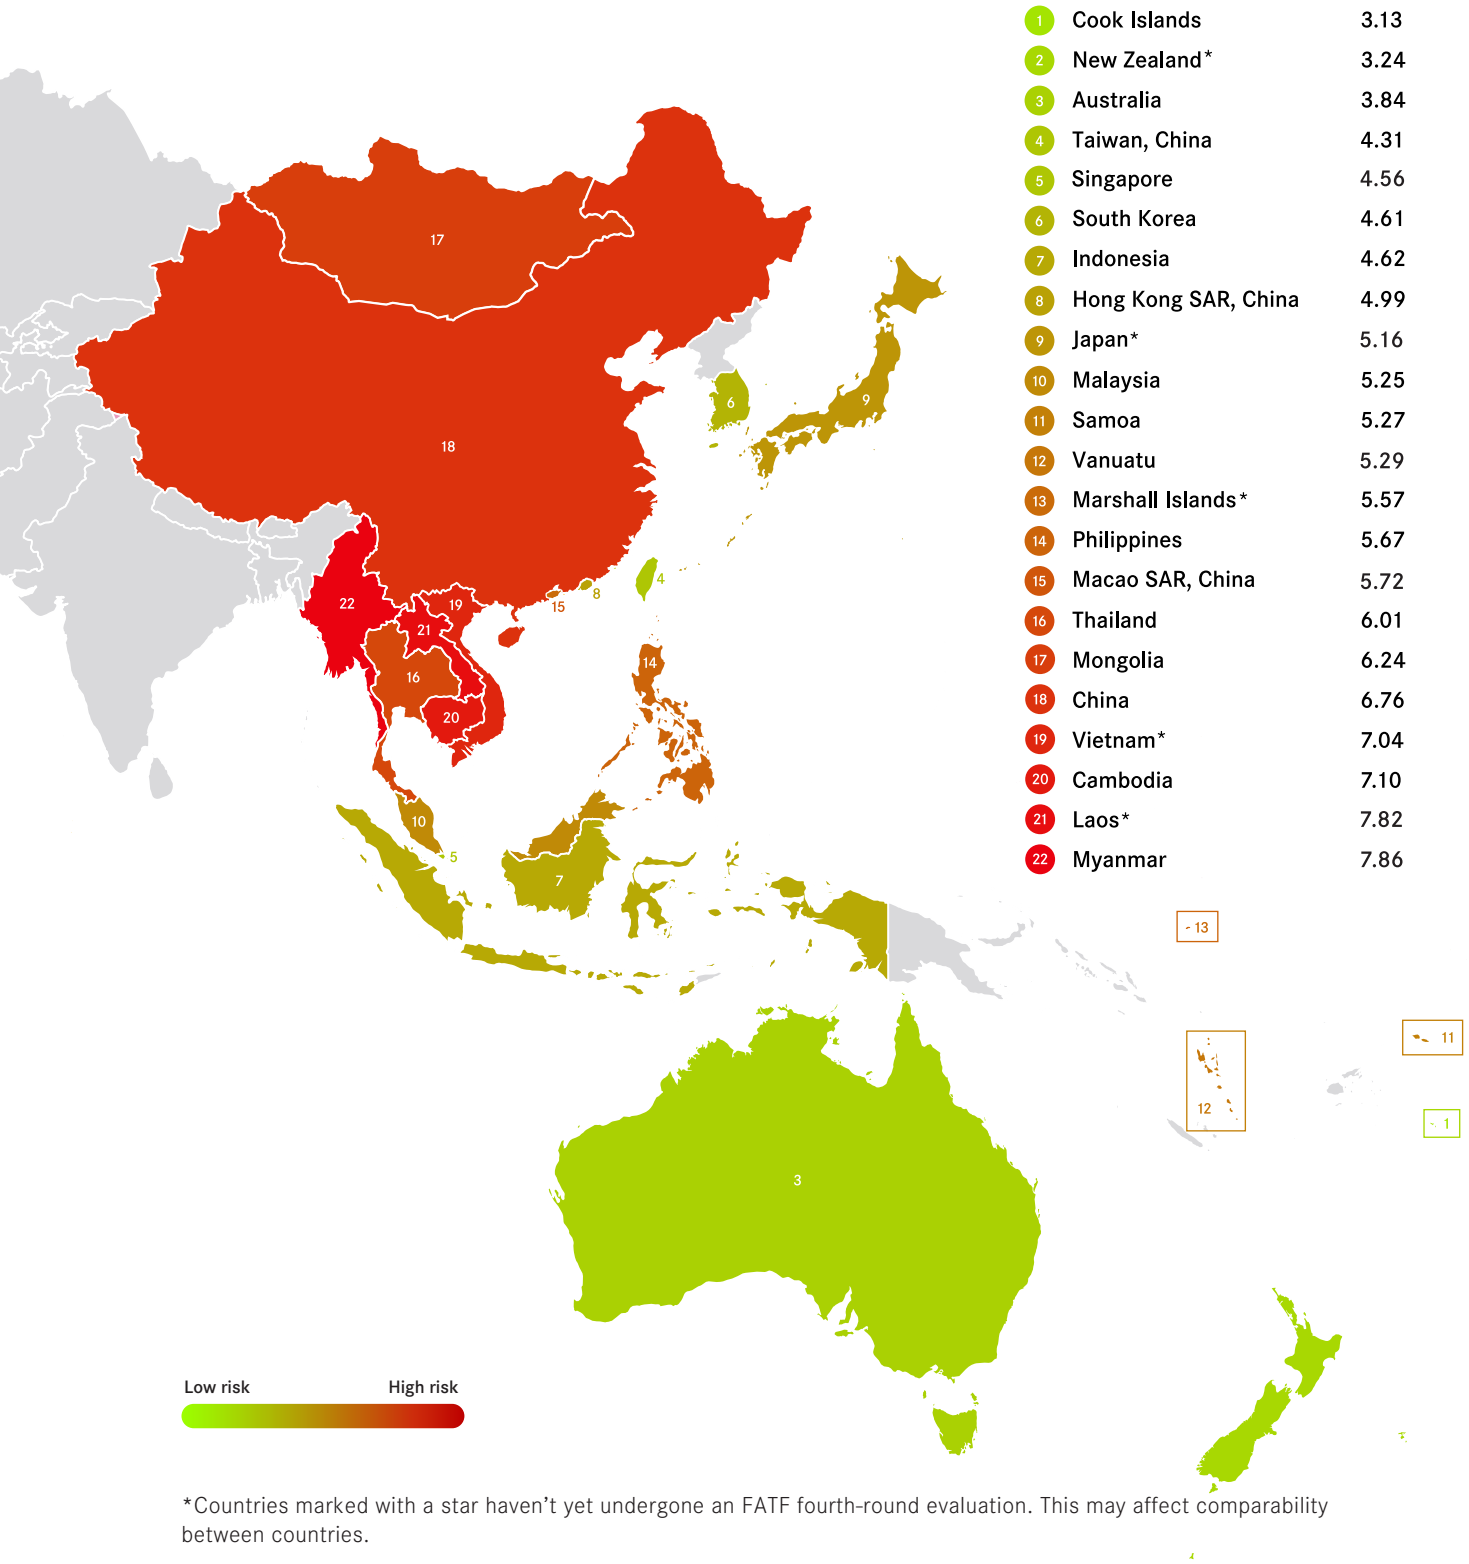 1 Cook Islands 3.13
2 New Zealand* 3.24
3 Australia 3.84
4 Taiwan, China 4.31
5 Singapore 4.56
6 South Korea 4.61
7 Indonesia 4.62
8 Hong Kong SAR, China 4.99
9 Japan* 5.16
10 Malaysia 5.25
11 Samoa 5.27
12 Vanuatu 5.29
13 Marshall Islands* 5.57
14 Philippines 5.67
15 Macao SAR, China 5.72
16 Thailand 6.01
17 Mongolia 6.24
18 China 6.76
19 Vietnam* 7.04
20 Cambodia 7.10
21 Laos* 7.82
22 Myanmar 7.86
17
6
9
18
4
8
15
22
19
21
14
16
20
10
5
7
13
11
12
1
3
Low risk High risk
*Countries marked with a star haven't yet undergone an FATF fourth-round evaluation. This may affect comparability
between countries.